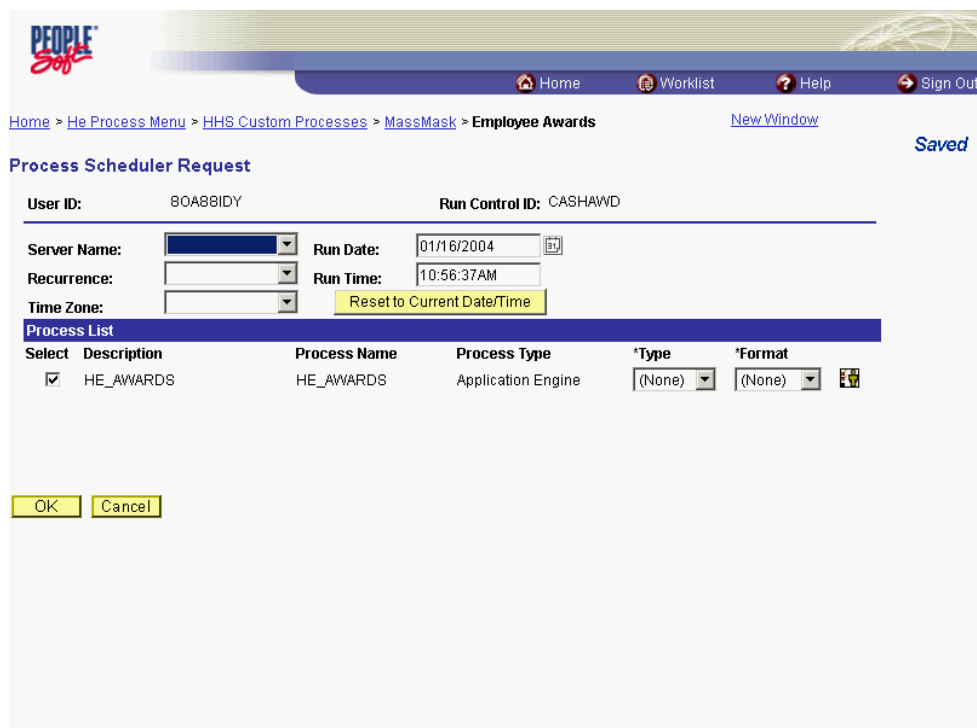 PEOPLE
Soft
Home Worklist Help Sign Out
Home > He Process Menu > HHS Custom Processes > MassMask > Employee Awards New Window
Saved
Process Scheduler Request
User ID: 8OA88IDY Run Control ID: CASHAWD
Server Name: Run Date: 01/16/2004
Recurrence: Run Time: 10:56:37AM
Time Zone: Reset to Current Date/Time
Process List
Select Description Process Name Process Type *Type *Format
HE_AWARDS HE_AWARDS Application Engine (None) (None)
OK Cancel